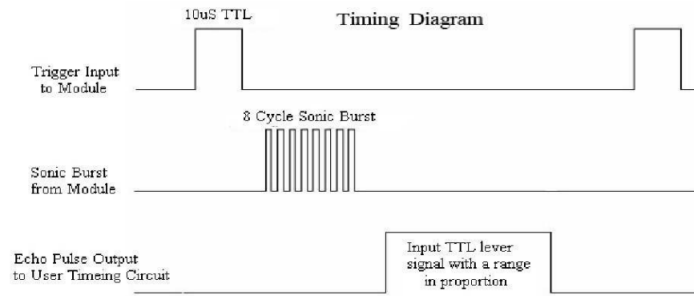 10uS TTL
Timing Diagram
Trigger Input
to Module
8 Cycle Sonic Burst
Sonic Burst
from Module
Echo Pulse Output
to User Timeing Circuit
Input TTL lever
signal with a range
in proportion